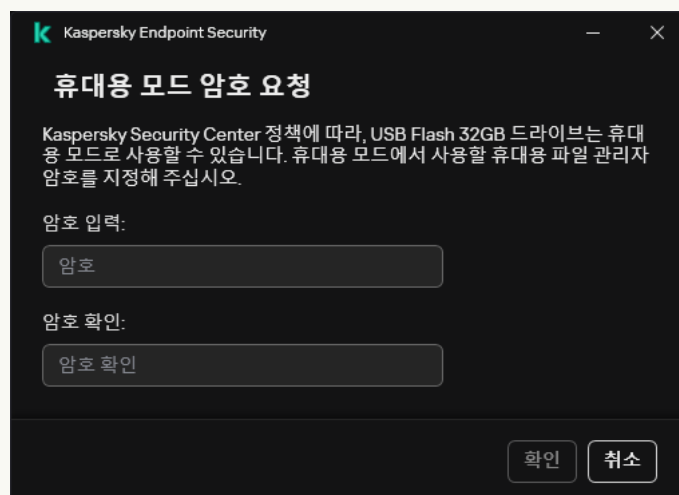 Kaspersky Endpoint Security
휴대용 모드 암호 요청
Kaspersky Security Center 정책에 따라, USB Flash 32GB 드라이브는 휴대
용 모드로 사용할 수 있습니다. 휴대용 모드에서 사용할 휴대용 파일 관리자
암호를 지정해 주십시오.
암호 입력:
암호
암호 확인:
암호 확인
확인 취소